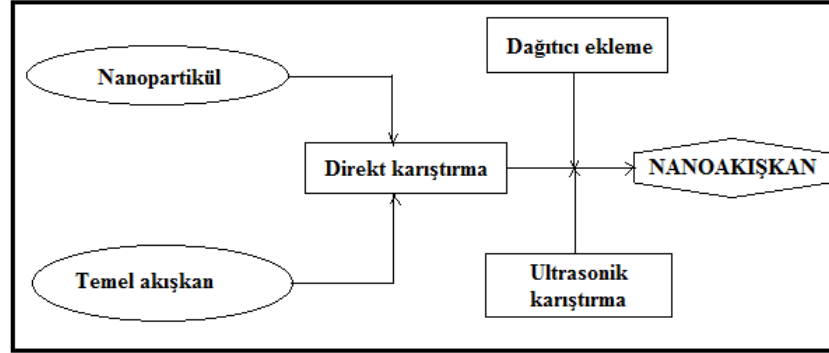 Nanopartikül
Dağıtıcı ekleme
Direkt karıştırma
NANOAKIŞKAN
Temel akışkan
Ultrasonik
karıştırma